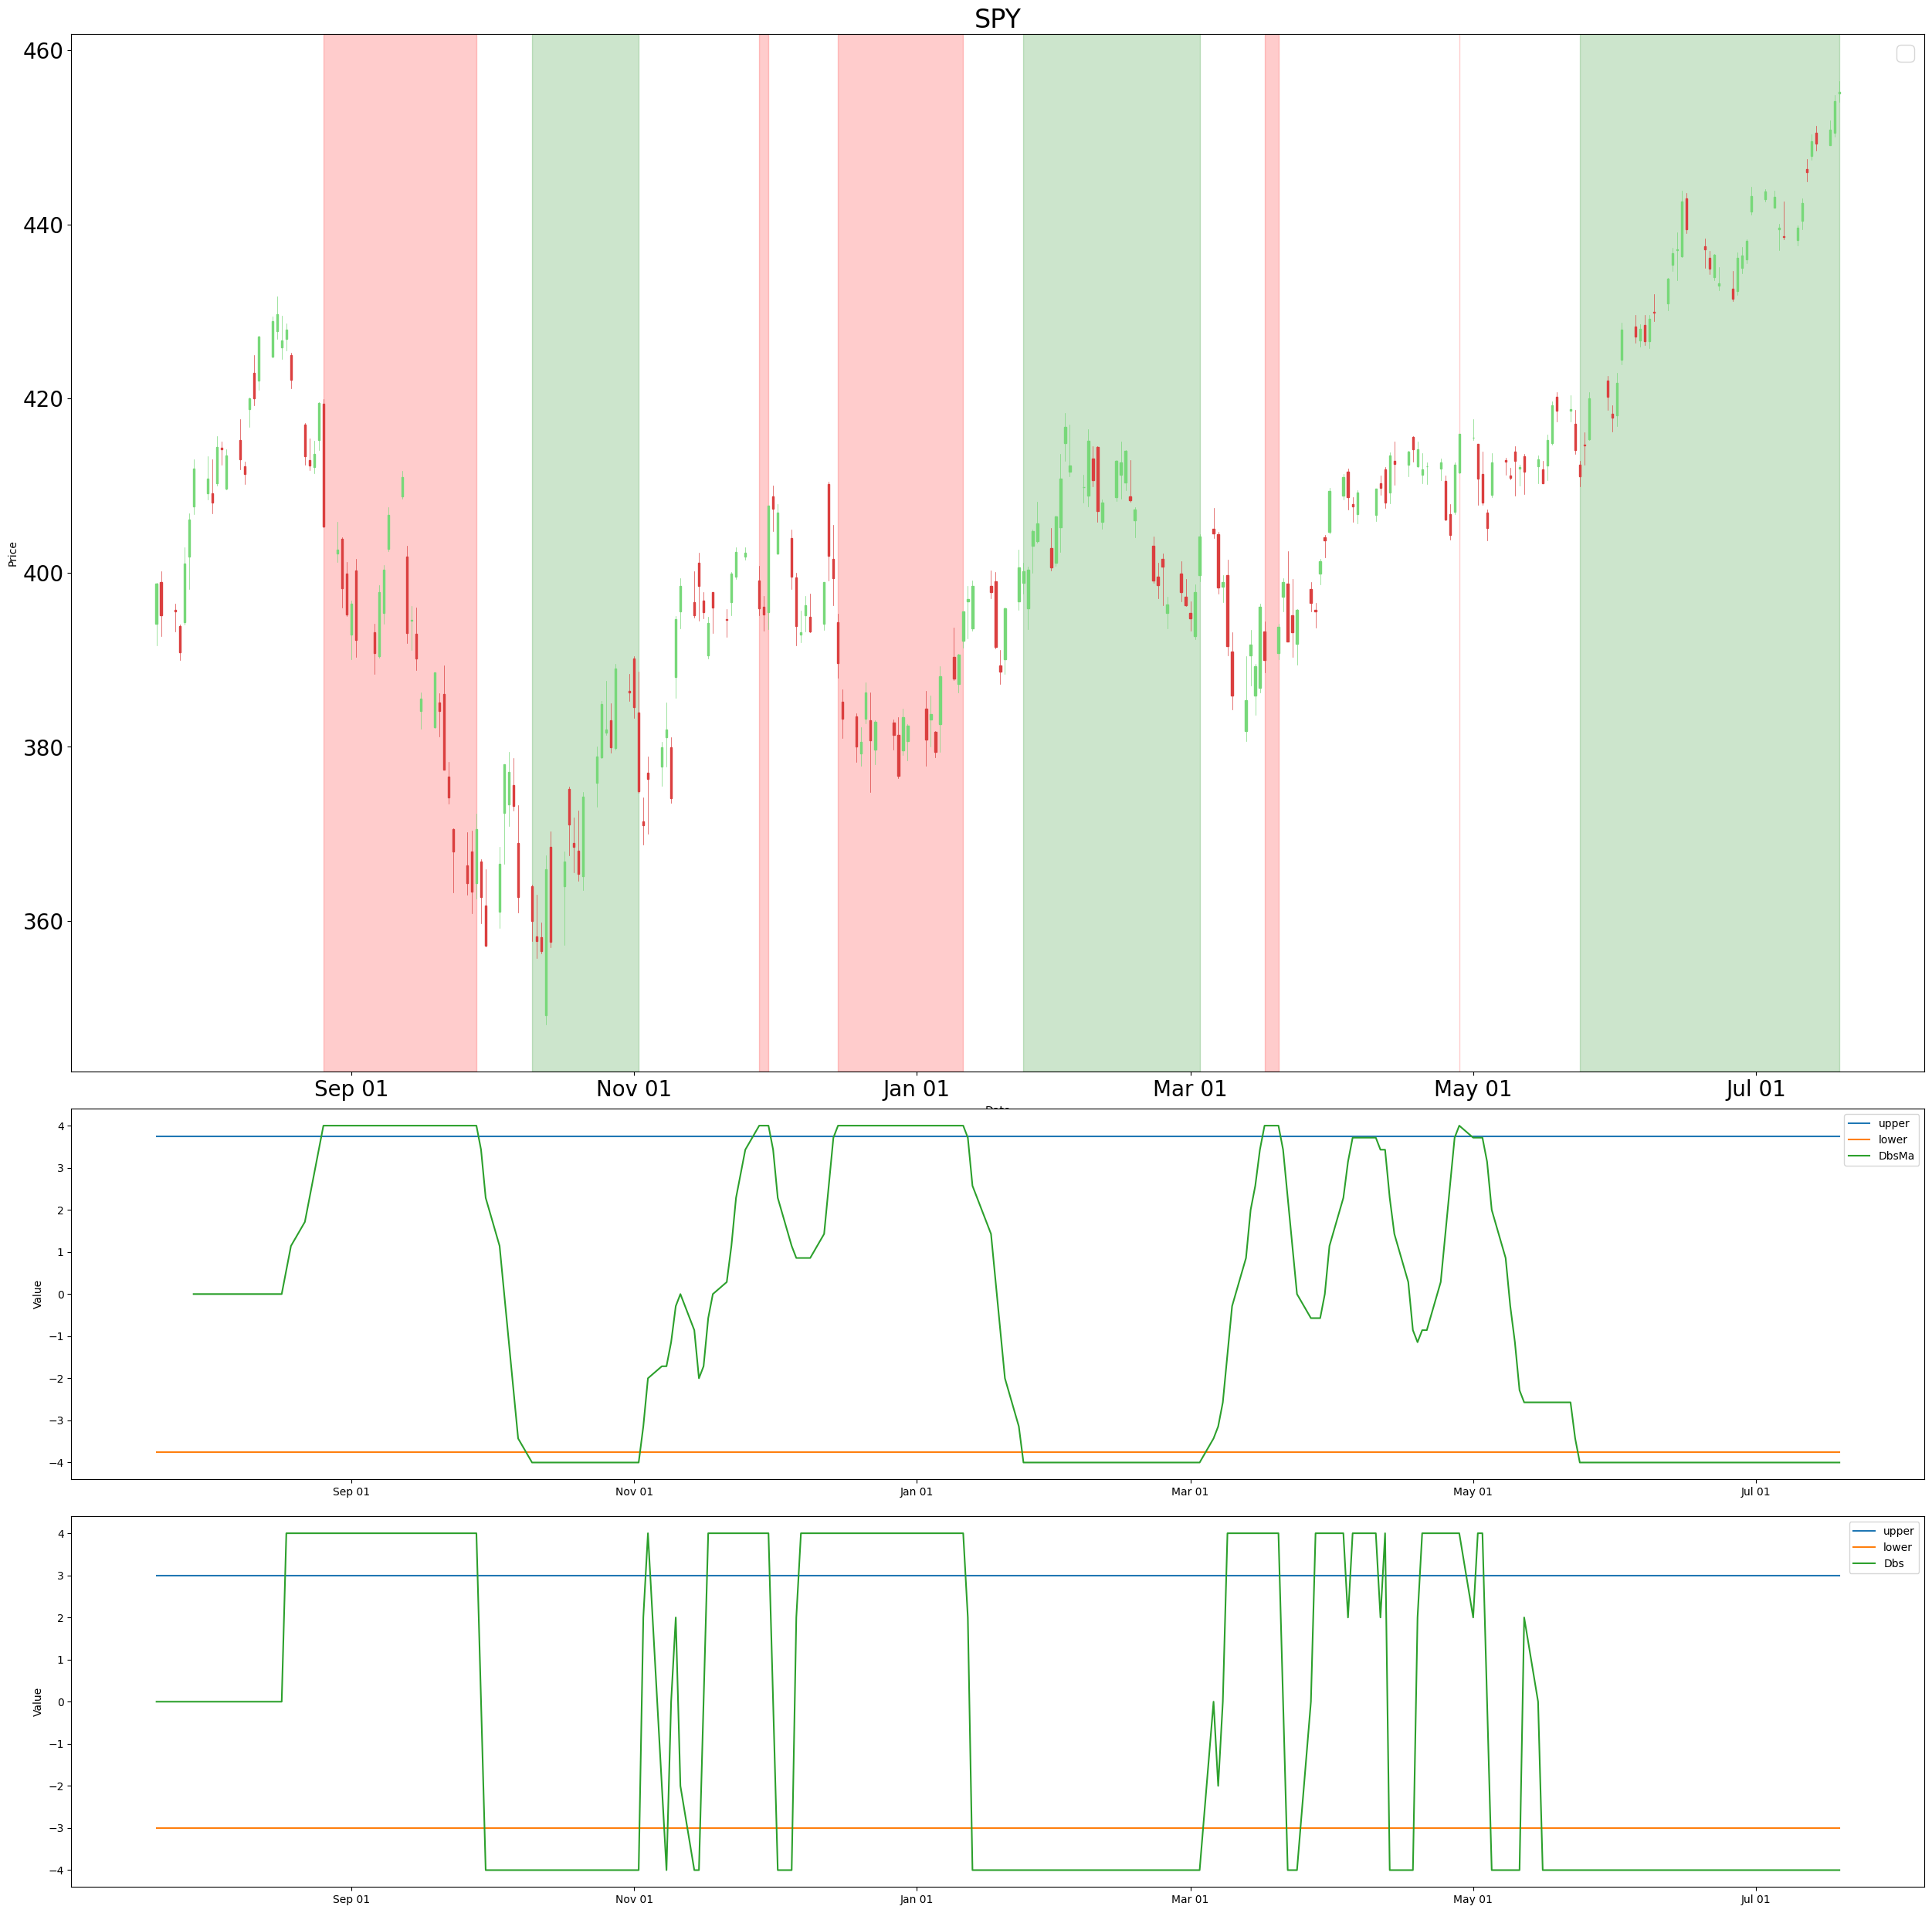 SPY
460
440
420
400
380
360
Price
Sep 01
Nov 01
Jan 01
Mar 01
May 01
Jul 01
4
3
2
1
0
−1
−2
−3
−4
Value
upper
lower
DbsMa
Sep 01
Nov 01
Jan 01
Mar 01
May 01
Jul 01
4
3
2
1
0
−1
−2
−3
−4
Value
upper
lower
Dbs
Sep 01
Nov 01
Jan 01
Mar 01
May 01
Jul 01